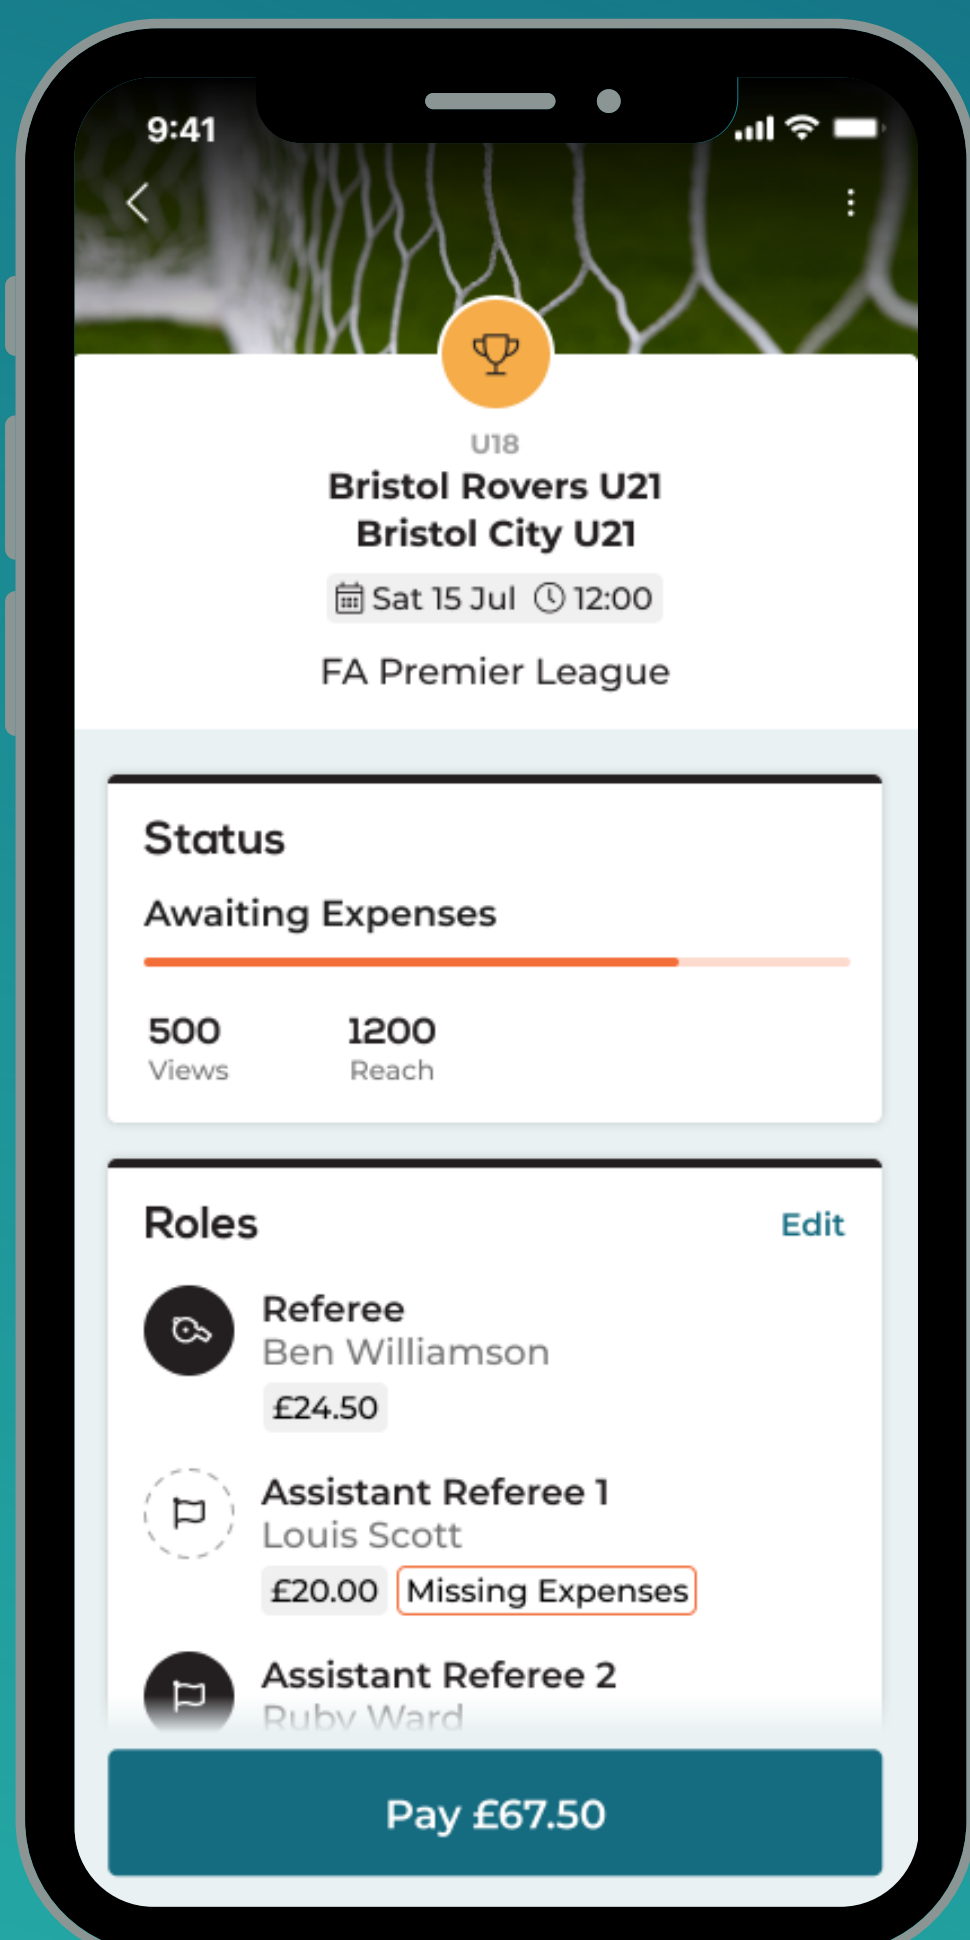 9:41
U18
Bristol Rovers U21
Bristol City U21
Sat 15 Jul 12:00
FA Premier League
Status
Awaiting Expenses
500 1200
Views Reach
Roles Edit
Referee
Ben Williamson
£24.50
Assistant Referee 1
Louis Scott
£20.00 Missing Expenses
Assistant Referee 2
Ruby Ward
Pay £67.50